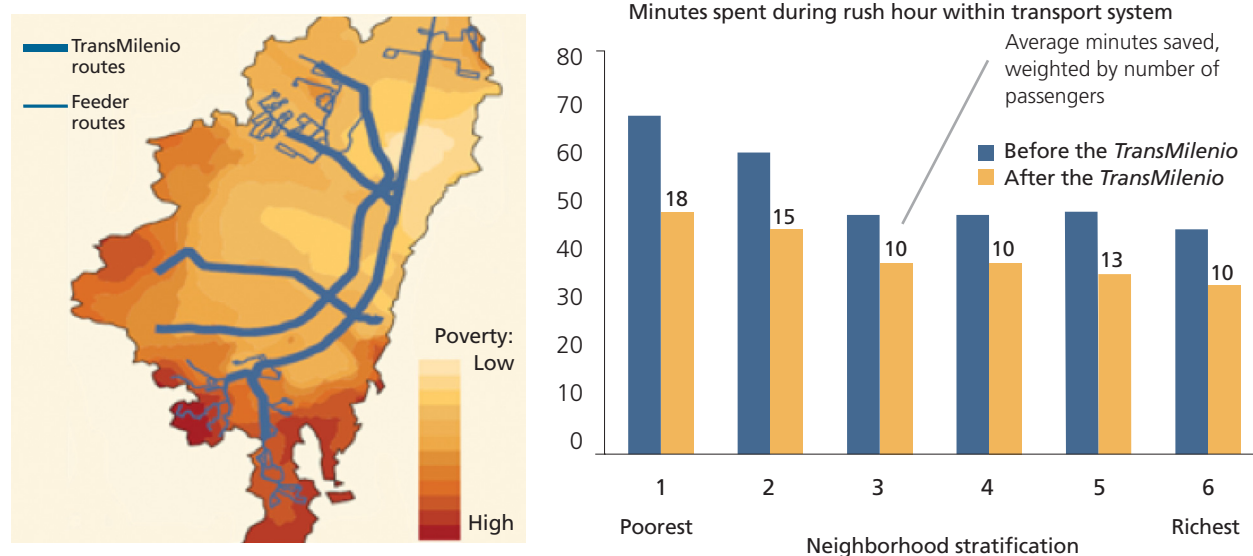 TransMilenio
routes
Feeder
routes
Poverty:
Low
High
Minutes spent during rush hour within transport system
Average minutes saved,
weighted by number of
passengers
Before the TransMilenio
After the TransMilenio
80
70
60
50
40
30
20
10
0
18
15
10
10
13
10
1
2
3
4
5
6
Poorest
Richest
Neighborhood stratification